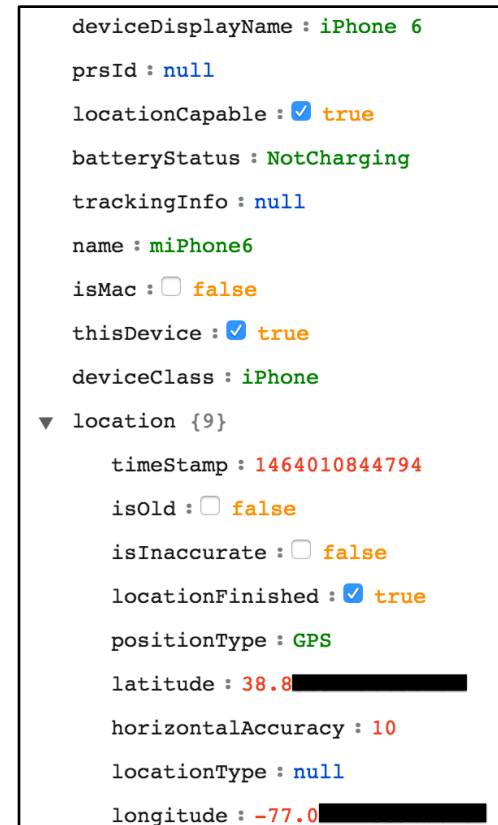 deviceDisplayName : iPhone 6
prsId : null
locationCapable : true
batteryStatus : NotCharging
trackingInfo : null
name : miPhone6
isMac : false
thisDevice : true
deviceClass : iPhone
location {9}
timeStamp : 1464010844794
isOld : false
isInaccurate : false
locationFinished : true
positionType : GPS
latitude : 38.8
horizontalAccuracy : 10
locationType : null
longitude : -77.0